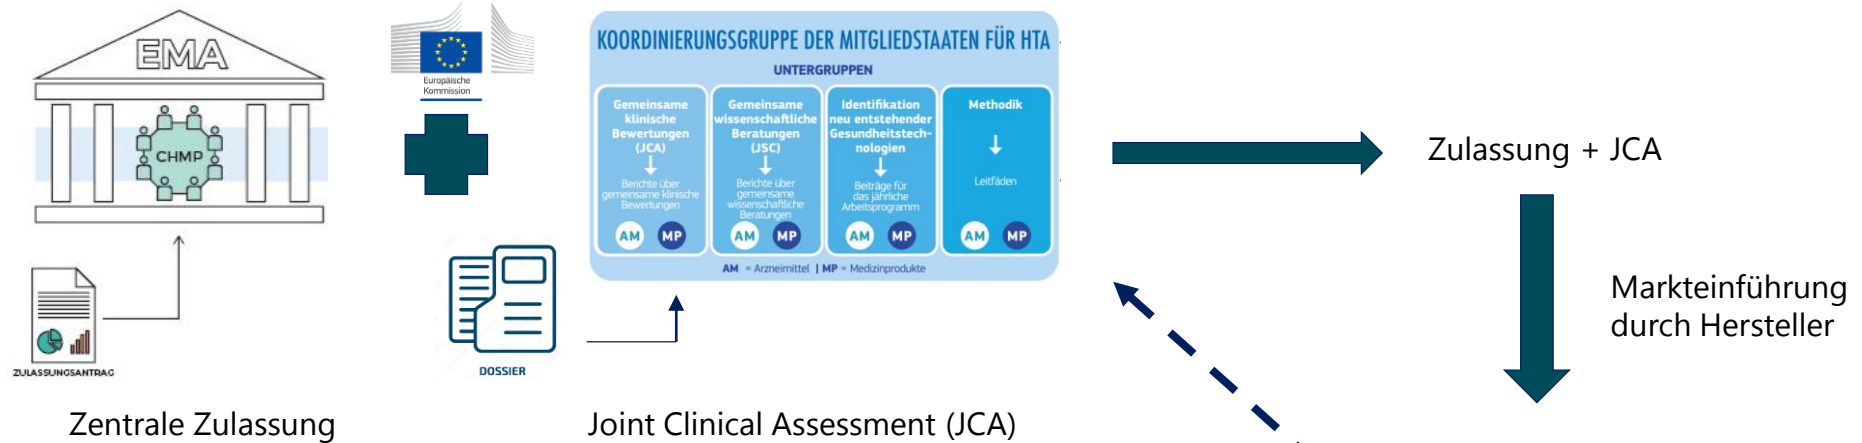 EMA
CHMP
ZULASSUNGSANTRAG
Zentrale Zulassung
Europäische
Kommission
DOSSIER
KOORDINIERUNGSGRUPPE DER MITGLIEDSTAATEN FÜR HTA
UNTERGRUPPEN
Gemeinsame
klinische
Bewertungen
(JCA)
Berichte über
gemeinsame klinische
Bewertungen
AM MP
Gemeinsame
wissenschaftliche
Beratungen
(JSC)
Berichte über
gemeinsame
wissenschaftliche
Beratungen
AM MP
Identifikation
neu entstehender
Gesundheitstech-
nologien
Beiträge für
das jährliche
Arbeitsprogramm
AM MP
Methodik
Leitfäden
AM MP
AM = Arzneimittel | MP = Medizinprodukte
Joint Clinical Assessment (JCA)
Zulassung + JCA
Markteinführung
durch Hersteller